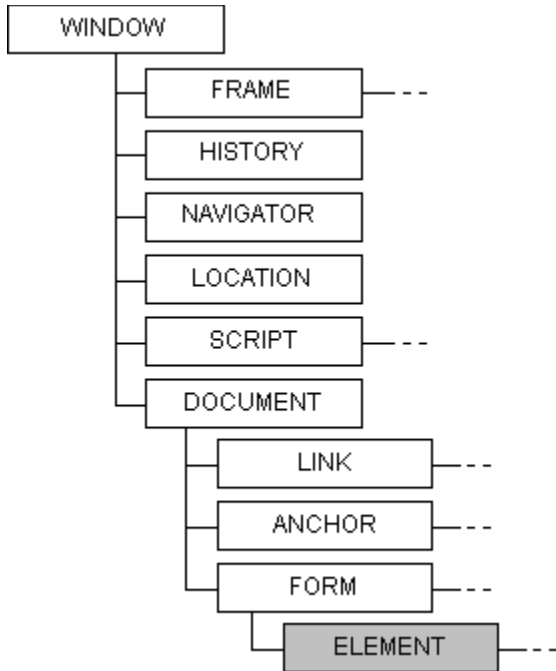 WINDOW
FRAME
HISTORY
NAVIGATOR
LOCATION
SCRIPT
DOCUMENT
LINK
ANCHOR
FORM
ELEMENT